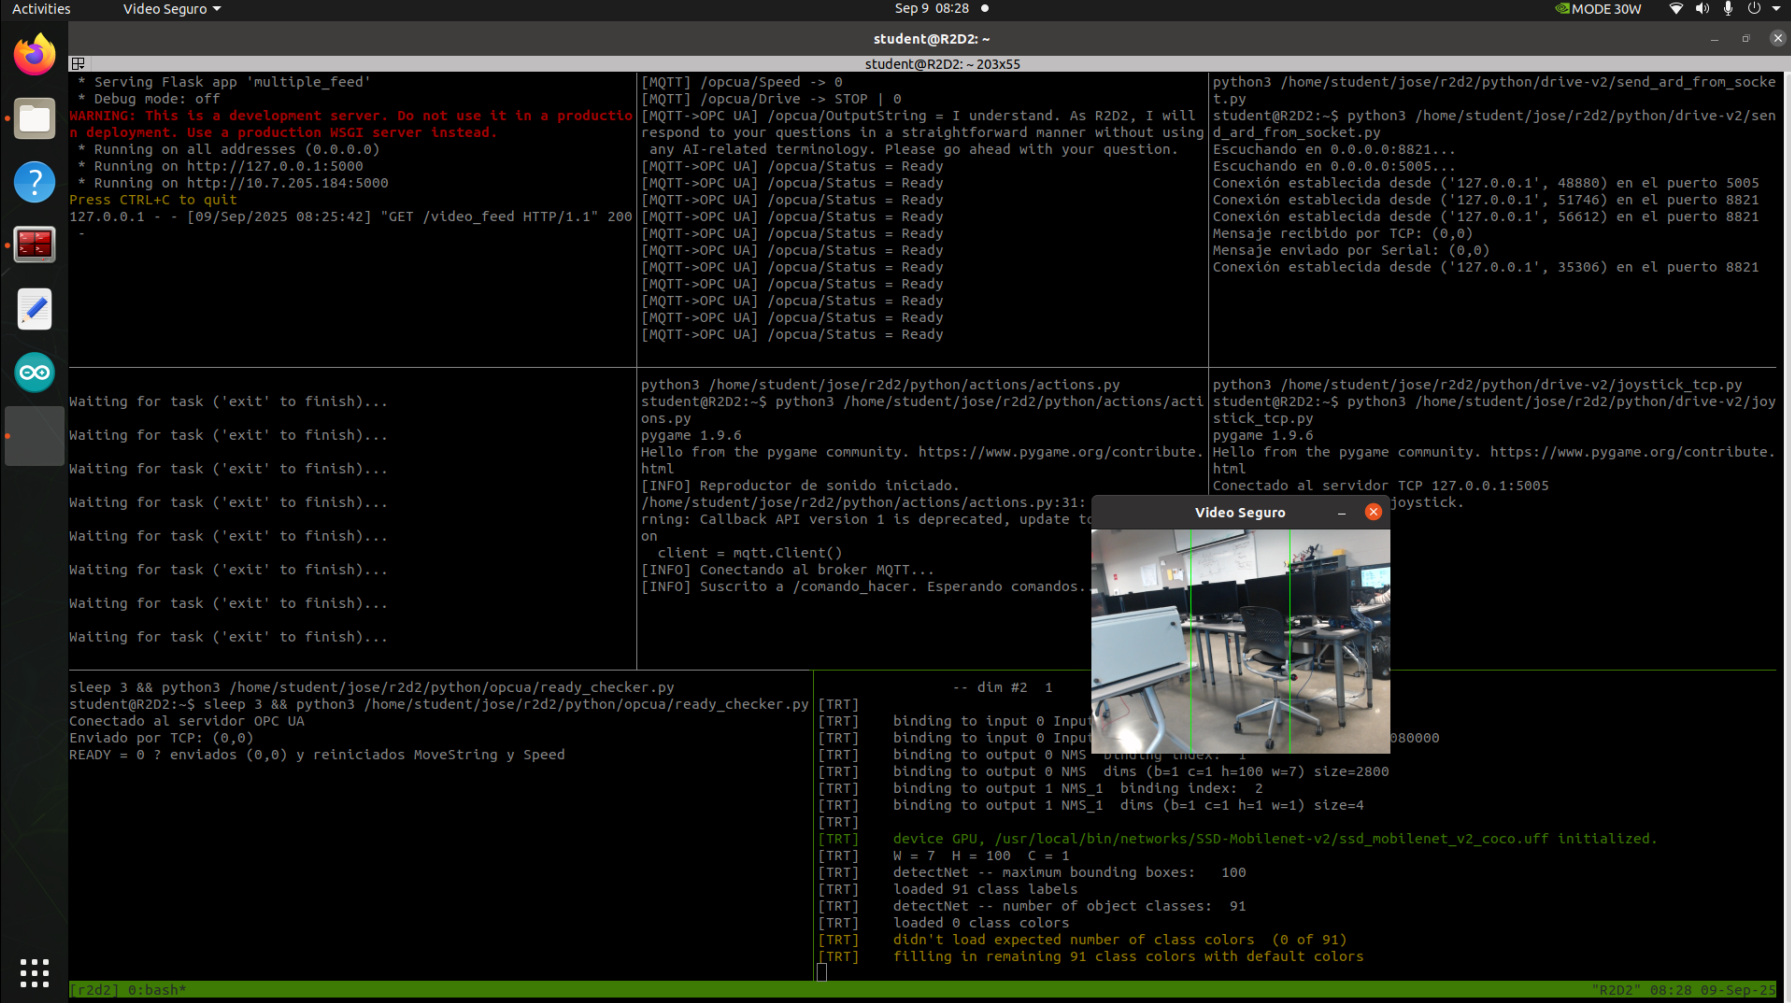 Activities
Video Seguro
Sep 9 08:28
MODE 30W
student@R2D2: ~
student@R2D2: ~ 203x55
* Serving Flask app 'multiple_feed'
* Debug mode: off
WARNING: This is a development server. Do not use it in a productio
n deployment. Use a production WSGI server instead.
* Running on all addresses (0.0.0.0)
* Running on http://127.0.0.1:5000
* Running on http://10.7.205.184:5000
Press CTRL+C to quit
127.0.0.1 - - [09/Sep/2025 08:25:42] "GET /video_feed HTTP/1.1" 200
-
[MQTT] /opcua/Speed -> 0
[MQTT] /opcua/Drive -> STOP | 0
[MQTT->OPC UA] /opcua/OutputString = I understand. As R2D2, I will
respond to your questions in a straightforward manner without using
any AI-related terminology. Please go ahead with your question.
[MQTT->OPC UA] /opcua/Status = Ready
[MQTT->OPC UA] /opcua/Status = Ready
[MQTT->OPC UA] /opcua/Status = Ready
[MQTT->OPC UA] /opcua/Status = Ready
[MQTT->OPC UA] /opcua/Status = Ready
[MQTT->OPC UA] /opcua/Status = Ready
[MQTT->OPC UA] /opcua/Status = Ready
[MQTT->OPC UA] /opcua/Status = Ready
[MQTT->OPC UA] /opcua/Status = Ready
[MQTT->OPC UA] /opcua/Status = Ready
[MQTT->OPC UA] /opcua/Status = Ready
python3 /home/student/jose/r2d2/python/drive-v2/send_ard_from_socke
t.py
student@R2D2:~$ python3 /home/student/jose/r2d2/python/drive-v2/sen
d_ard_from_socket.py
Escuchando en 0.0.0.0:8821...
Escuchando en 0.0.0.0:5005...
Conexión establecida desde ('127.0.0.1', 48880) en el puerto 5005
Conexión establecida desde ('127.0.0.1', 51746) en el puerto 8821
Conexión establecida desde ('127.0.0.1', 56612) en el puerto 8821
Mensaje recibido por TCP: (0,0)
Mensaje enviado por Serial: (0,0)
Conexión establecida desde ('127.0.0.1', 35306) en el puerto 8821
Waiting for task ('exit' to finish)...
Waiting for task ('exit' to finish)...
Waiting for task ('exit' to finish)...
Waiting for task ('exit' to finish)...
Waiting for task ('exit' to finish)...
Waiting for task ('exit' to finish)...
Waiting for task ('exit' to finish)...
Waiting for task ('exit' to finish)...
python3 /home/student/jose/r2d2/python/actions/actions.py
student@R2D2:~$ python3 /home/student/jose/r2d2/python/actions/acti
ons.py
pygame 1.9.6
Hello from the pygame community. https://www.pygame.org/contribute.
html
[INFO] Reproductor de sonido iniciado.
/home/student/jose/r2d2/python/actions/actions.py:31:
rning: Callback API version 1 is deprecated, update to
on
client = mqtt.Client()
[INFO] Conectando al broker MQTT...
[INFO] Suscrito a /comando_hacer. Esperando comandos..
python3 /home/student/jose/r2d2/python/drive-v2/joystick_tcp.py
student@R2D2:~$ python3 /home/student/jose/r2d2/python/drive-v2/joy
stick_tcp.py
pygame 1.9.6
Hello from the pygame community. https://www.pygame.org/contribute.
html
Conectado al servidor TCP 127.0.0.1:5005
joystick.
Video Seguro
sleep 3 && python3 /home/student/jose/r2d2/python/opcua/ready_checker.py
student@R2D2:~$ sleep 3 && python3 /home/student/jose/r2d2/python/opcua/ready_checker.py
Conectado al servidor OPC UA
Enviado por TCP: (0,0)
READY = 0 ? enviados (0,0) y reiniciados MoveString y Speed
-- dim #2 1
[TRT]
[TRT] binding to input 0 Inpu
[TRT] binding to input 0 Inpu 080000
[TRT] binding to output 0 NMS binding index: 1
[TRT] binding to output 0 NMS dims (b=1 c=1 h=100 w=7) size=2800
[TRT] binding to output 1 NMS_1 binding index: 2
[TRT] binding to output 1 NMS_1 dims (b=1 c=1 h=1 w=1) size=4
[TRT]
[TRT] device GPU, /usr/local/bin/networks/SSD-Mobilenet-v2/ssd_mobilenet_v2_coco.uff initialized.
[TRT] W = 7 H = 100 C = 1
[TRT] detectNet -- maximum bounding boxes: 100
[TRT] loaded 91 class labels
[TRT] detectNet -- number of object classes: 91
[TRT] loaded 0 class colors
[TRT] didn't load expected number of class colors (0 of 91)
[TRT] filling in remaining 91 class colors with default colors
[r2d2] 0:bash*
"R2D2" 08:28 09-Sep-25